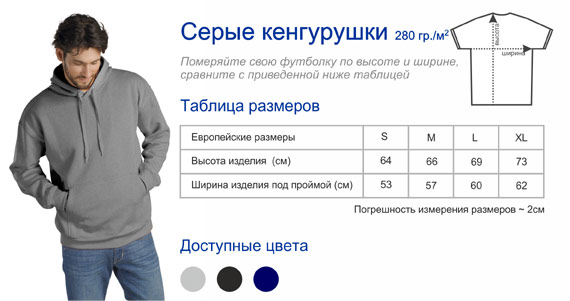 Серые кенгурушки 280 гр./м²
Померяйте свою футболку по высоте и ширине,
сравните с приведенной ниже таблицей
высота
ширина
Таблица размеров
Европейские размеры S M L XL
Высота изделия (см) 64 66 69 73
Ширина изделия под проймой (см) 53 57 60 62
Погрешность измерения размеров ~ 2см
Доступные цвета